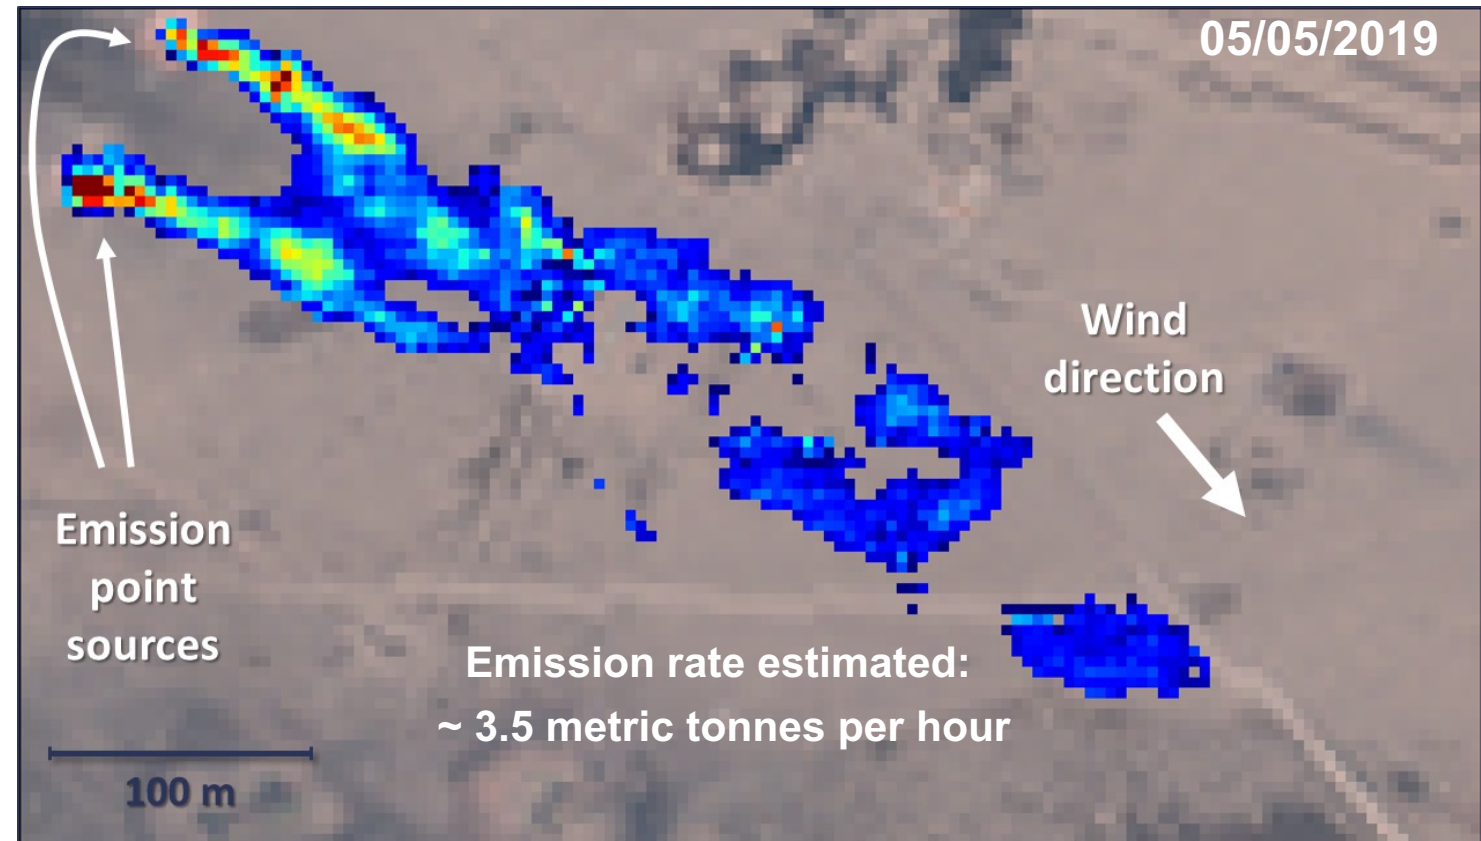 05/05/2019
Wind
direction
Emission
point
sources
Emission rate estimated:
~ 3.5 metric tonnes per hour
100 m